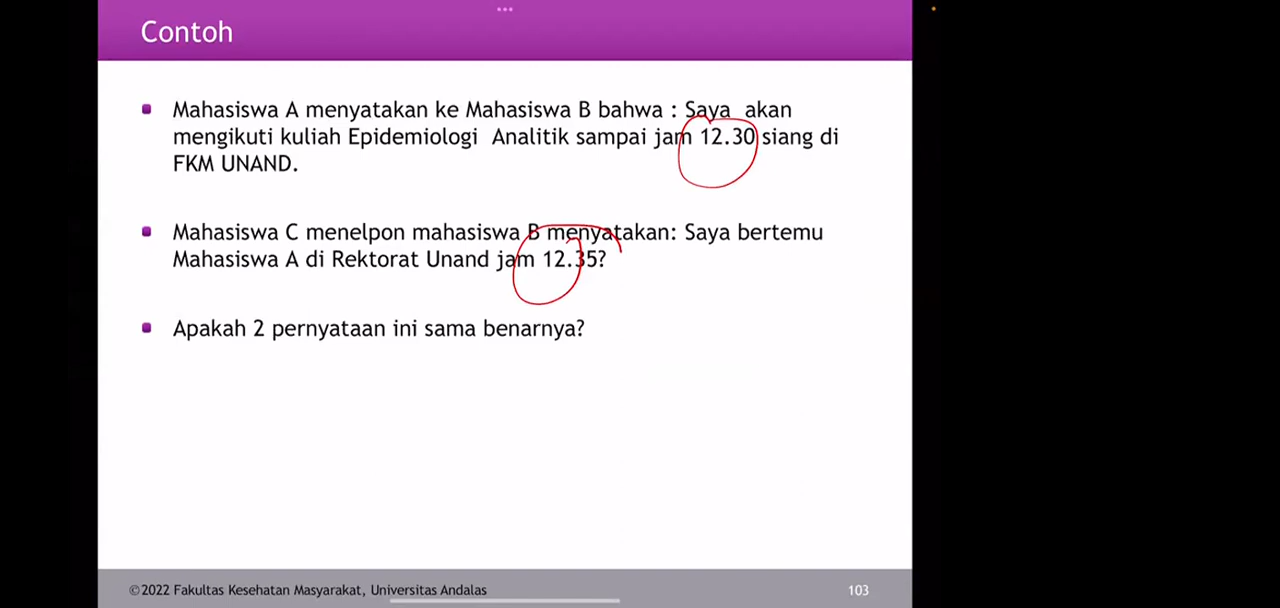 Contoh
Mahasiswa A menyatakan ke Mahasiswa B bahwa : Saya akan
mengikuti kuliah Epidemiologi Analitik sampai jam 12.30 siang di
FKM UNAND.
Mahasiswa C menelpon mahasiswa B menyatakan: Saya bertemu
Mahasiswa A di Rektorat Unand jam 12.35?
Apakah 2 pernyataan ini sama benarnya?
©2022 Fakultas Kesehatan Masyarakat, Universitas Andalas
103